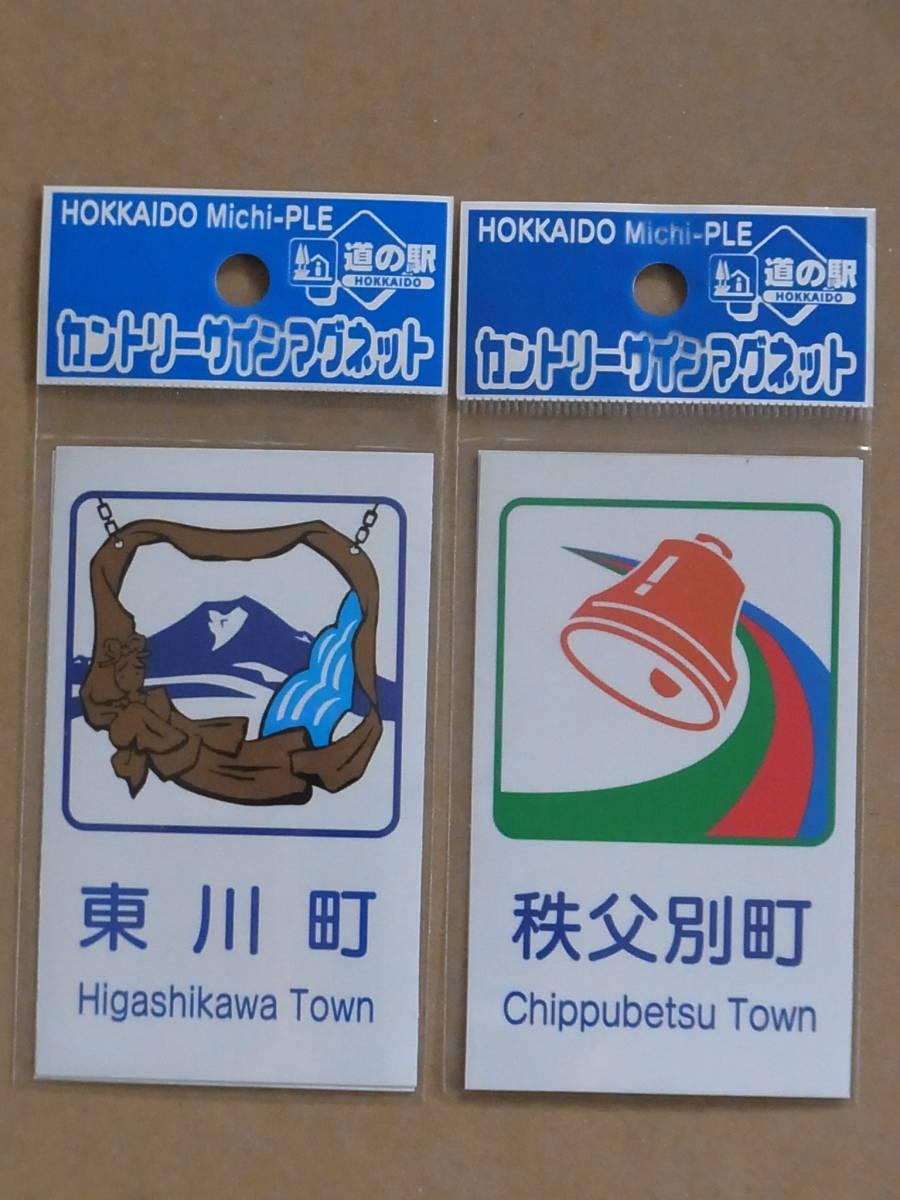 HOKKAIDO Michi-PLE
道の駅
HOKKAIDO
カントリーサインマグネット
東川町
Higashikawa Town
HOKKAIDO Michi-PLE
道の駅
HOKKAIDO
カントリーサインマグネット
秩父別町
Chippubetsu Town